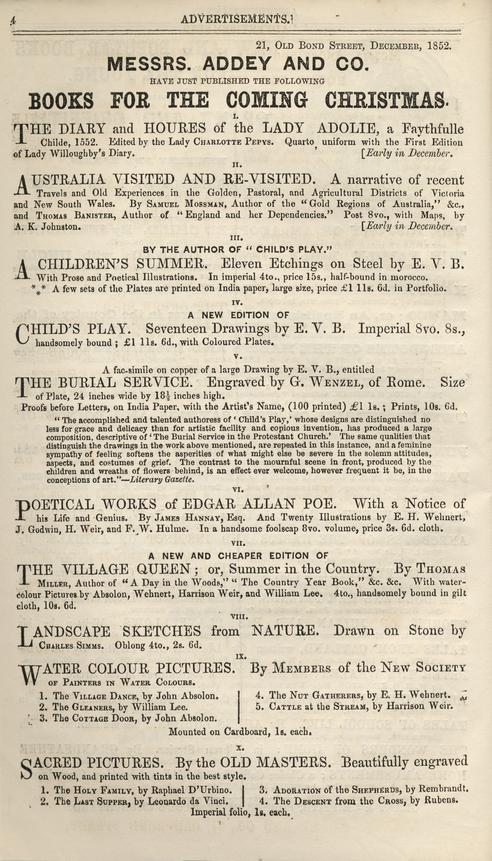 4
ADVERTISEMENTS.
21, OLD BOND STREET, DECEMBER, 1852.
MESSRS. ADDEY AND CO.
HAVE JUST PUBLISHED THE FOLLOWING
BOOKS FOR THE COMING CHRISTMAS.
I.
THE DIARY and HOURES of the LADY ADOLIE, a Faythfulle
Childe, 1552. Edited by the Lady CHARLOTTE PEPYS. Quarto uniform with the First Edition
of Lady Willoughby's Diary. [Early in December.
II.
AUSTRALIA VISITED AND RE-VISITED. A narrative of recent
Travels and Old Experiences in the Golden, Pastoral, and Agricultural Districts of Victoria
and New South Wales. By SAMUEL MOSSMAN, Author of the "Gold Regions of Australia," &c.,
and THOMAS BANISTER, Author of "England and her Dependencies." Post 8vo., with Maps, by
A. K. Johnston. [Early in December.
III.
BY THE AUTHOR OF "CHILD'S PLAY."
A CHILDREN'S SUMMER. Eleven Etchings on Steel by E. V. B.
With Prose and Poetical Illustrations. In imperial 4to., price 15s., half-bound in morocco.
*** A few sets of the Plates are printed on India paper, large size, price £1 11s. 6d. in Portfolio.
IV.
A NEW EDITION OF
CHILD'S PLAY. Seventeen Drawings by E. V. B. Imperial 8vo. 8s.,
handsomely bound; £1 11s. 6d., with Coloured Plates.
V.
A fac-simile on copper of a large Drawing by E. V. B., entitled
THE BURIAL SERVICE. Engraved by G. WENZEL, of Rome. Size
of Plate, 24 inches wide by 18½ inches high.
Proofs before Letters, on India Paper, with the Artist's Name, (100 printed) £1 1s.; Prints, 10s. 6d.
"The accomplished and talented authoress of 'Child's Play,' whose designs are distinguished no
less for grace and delicacy than for artistic facility and copious invention, has produced a large
composition, descriptive of 'The Burial Service in the Protestant Church.' The same qualities that
distinguish the drawings in the work above mentioned, are repeated in this instance, and a feminine
sympathy of feeling softens the asperities of what might else be severe in the solemn attitudes,
aspects, and costumes of grief. The contrast to the mournful scene in front, produced by the
children and wreaths of flowers behind, is an effect ever welcome, however frequent it be, in the
conceptions of art."—Literary Gazette.
VI.
POETICAL WORKS of EDGAR ALLAN POE. With a Notice of
his Life and Genius. By JAMES HANNAY, Esq. And Twenty Illustrations by E. H. Wehnert,
J. Godwin, H. Weir, and F. W. Hulme. In a handsome foolscap 8vo. volume, price 3s. 6d. cloth.
VII.
A NEW AND CHEAPER EDITION OF
THE VILLAGE QUEEN; or, Summer in the Country. By THOMAS
MILLER, Author of "A Day in the Woods," "The Country Year Book," &c. &c. With water-
colour Pictures by Absolon, Wehnert, Harrison Weir, and William Lee. 4to., handsomely bound in gilt
cloth, 10s. 6d.
VIII.
LANDSCAPE SKETCHES from NATURE. Drawn on Stone by
CHARLES SIMMS. Oblong 4to., 2s. 6d.
IX.
WATER COLOUR PICTURES. By MEMBERS of the NEW SOCIETY
OF PAINTERS IN WATER COLOURS.
1. The VILLAGE DANCE, by John Absolon.
2. The GLEANERS, by William Lee.
3. The COTTAGE DOOR, by John Absolon.
4. The NUT GATHERERS, by E. H. Wehnert.
5. CATTLE at the STREAM, by Harrison Weir.
Mounted on Cardboard, 1s. each.
X.
SACRED PICTURES. By the OLD MASTERS. Beautifully engraved
on Wood, and printed with tints in the best style.
1. The HOLY FAMILY, by Raphael D'Urbino.
2. The LAST SUPPER, by Leonardo da Vinci.
3. ADORATION of the SHEPHERDS, by Rembrandt.
4. The DESCENT from the CROSS, by Rubens.
Imperial folio, 1s. each.